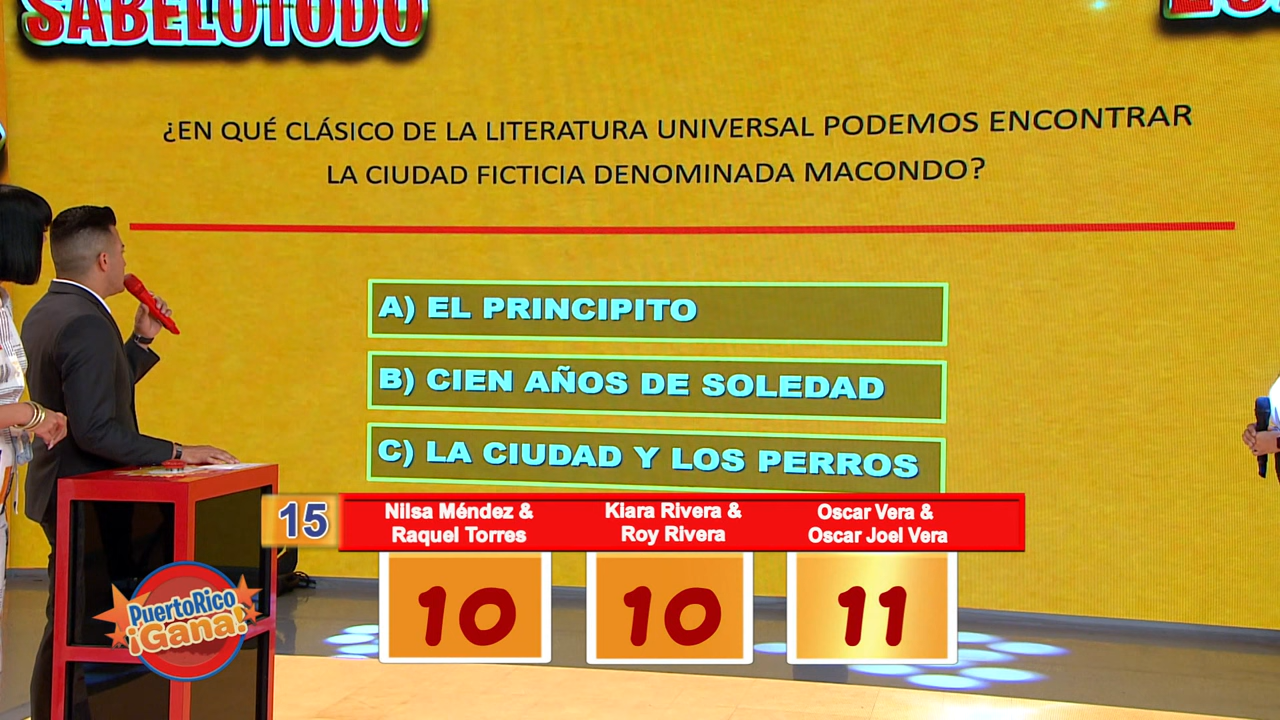 SABELOTODO
¿EN QUÉ CLÁSICO DE LA LITERATURA UNIVERSAL PODEMOS ENCONTRAR
LA CIUDAD FICTICIA DENOMINADA MACONDO?
A) EL PRINCIPITO
B) CIEN AÑOS DE SOLEDAD
C) LA CIUDAD Y LOS PERROS
15
Nilsa Méndez &
Raquel Torres
Kiara Rivera &
Roy Rivera
Oscar Vera &
Oscar Joel Vera
10
10
11
PuertoRico
¡Gana!